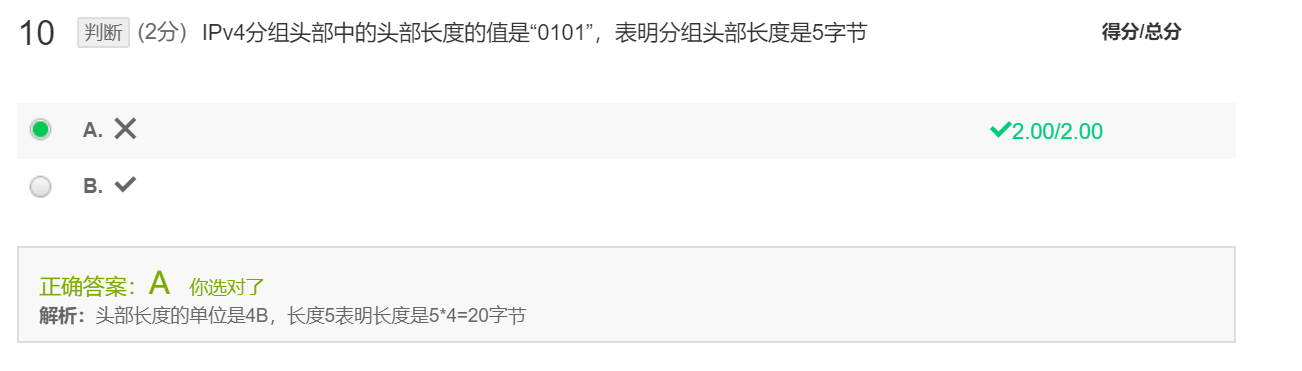 10 判断 (2分) IPv4分组头部中的头部长度的值是“0101”，表明分组头部长度是5字节 得分/总分
A. ✕ ✔2.00/2.00
B. ✔
正确答案：A 你选对了
解析：头部长度的单位是4B，长度5表明长度是5*4=20字节